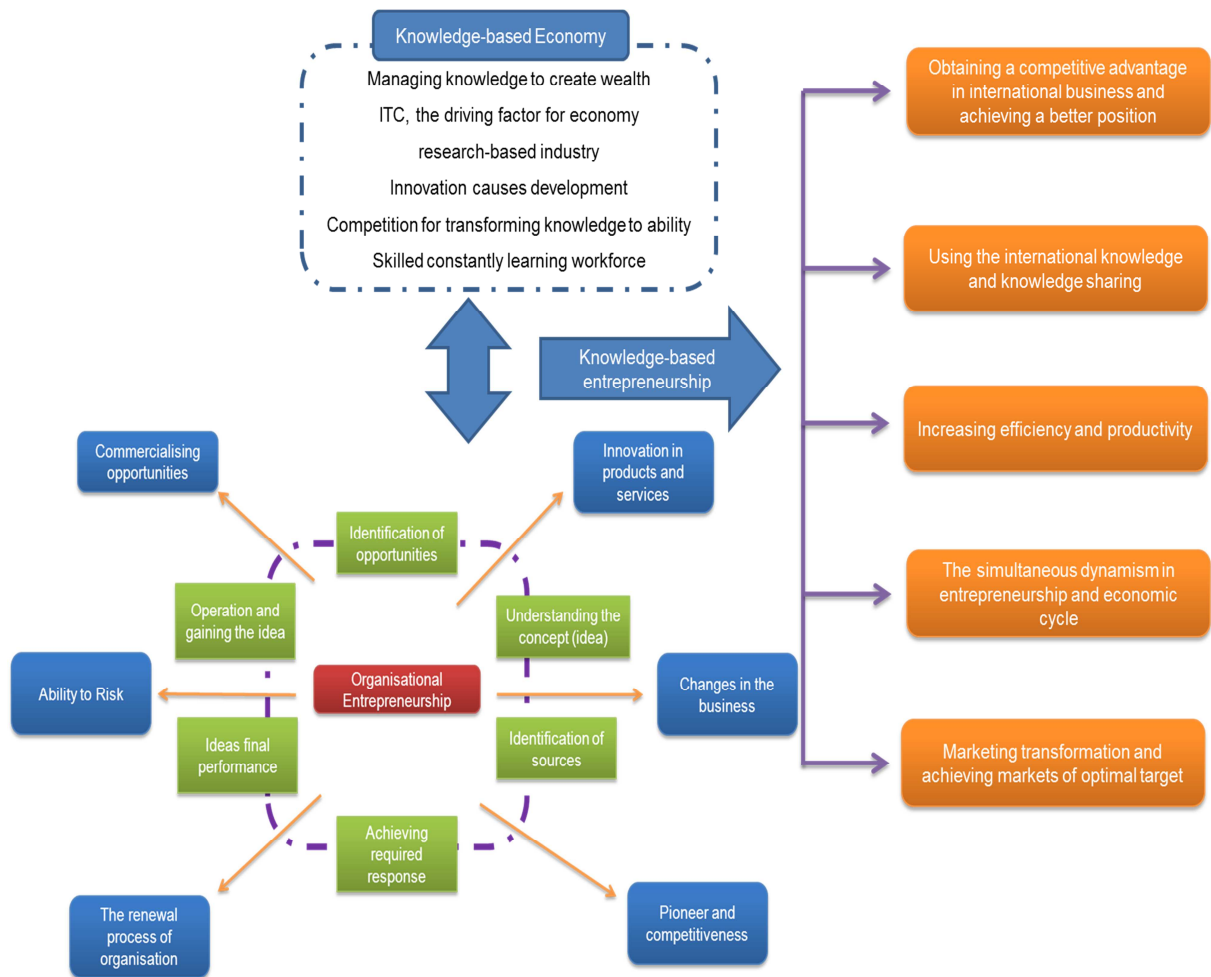 Knowledge-based Economy
Managing knowledge to create wealth
ITC, the driving factor for economy
research-based industry
Innovation causes development
Competition for transforming knowledge to ability
Skilled constantly learning workforce
Knowledge-based
entrepreneurship
Obtaining a competitive advantage
in international business and
achieving a better position
Using the international knowledge
and knowledge sharing
Increasing efficiency and productivity
The simultaneous dynamism in
entrepreneurship and economic
cycle
Marketing transformation and
achieving markets of optimal target
Commercialising
opportunities
Innovation in
products and
services
Identification of
opportunities
Operation and
gaining the idea
Understanding the
concept (idea)
Ability to Risk
Organisational
Entrepreneurship
Changes in the
business
Ideas final
performance
Identification of
sources
Achieving
required
response
The renewal
process of
organisation
Pioneer and
competitiveness